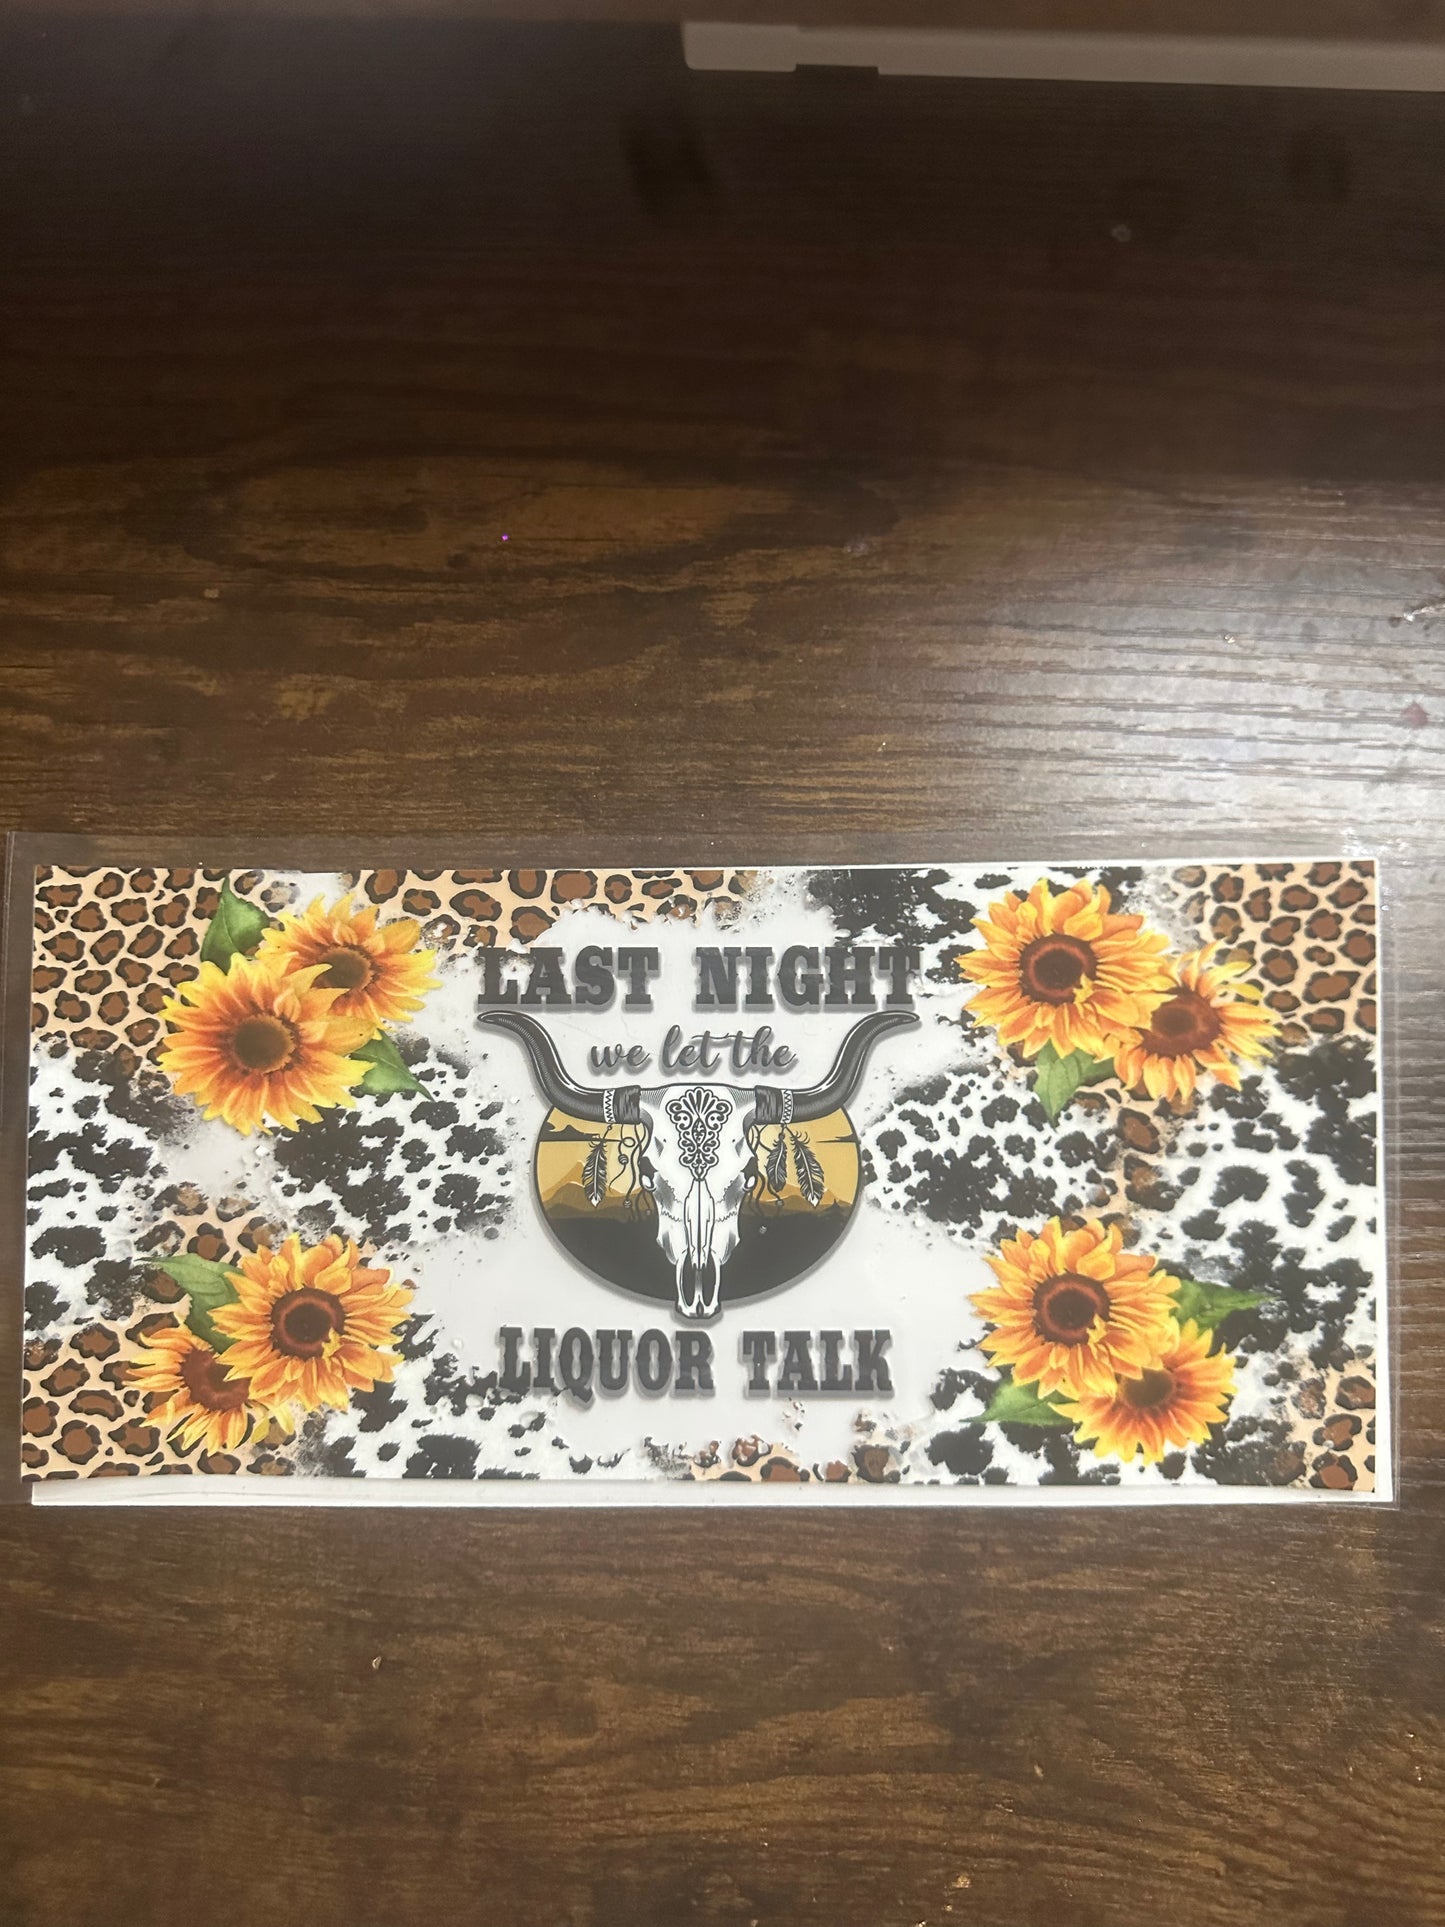 LAST NIGHT
we let the
LIQUOR TALK